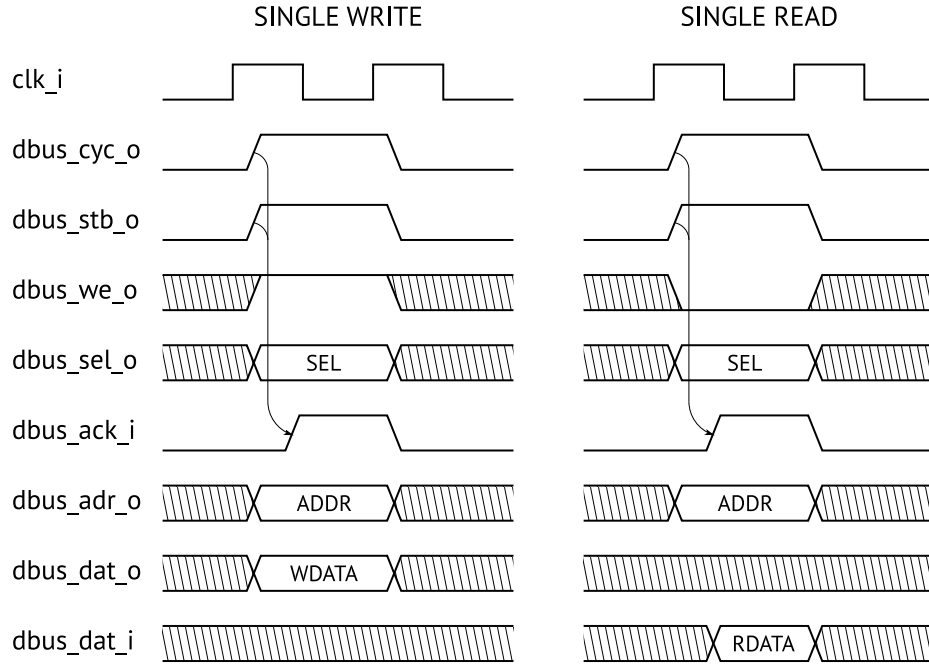 SINGLE WRITE SINGLE READ
clk_i
dbus_cyc_o
dbus_stb_o
dbus_we_o
dbus_sel_o SEL SEL
dbus_ack_i
dbus_adr_o ADDR ADDR
dbus_dat_o WDATA
dbus_dat_i RDATA